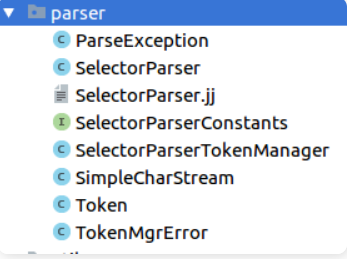 parser
ParseException
SelectorParser
SelectorParser.jj
SelectorParserConstants
SelectorParserTokenManager
SimpleCharStream
Token
TokenMgrError